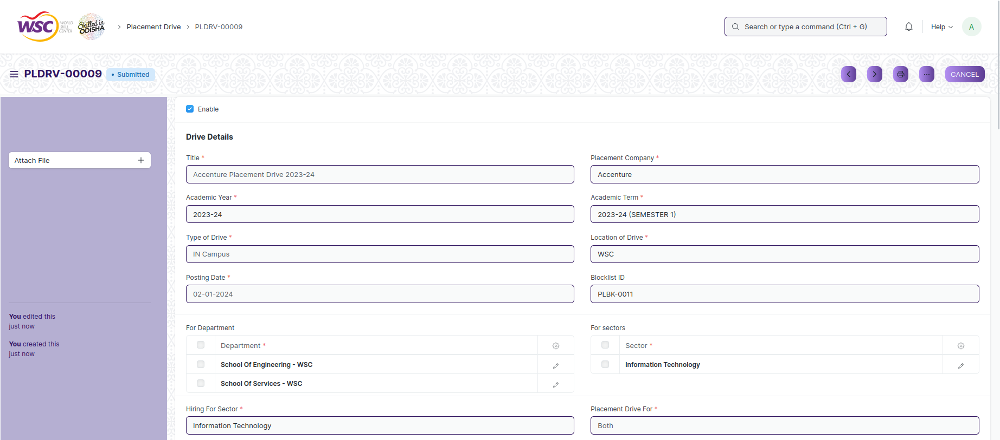 WSC WORLD SKILL CENTER
Skilled in ODISHA
Placement Drive
PLDRV-00009
Search or type a command (Ctrl + G)
Help
A
PLDRV-00009
Submitted
CANCEL
Attach File
You edited this
just now
You created this
just now
Enable
Drive Details
Title *
Accenture Placement Drive 2023-24
Placement Company *
Accenture
Academic Year *
2023-24
Academic Term *
2023-24 (SEMESTER 1)
Type of Drive *
IN Campus
Location of Drive *
WSC
Posting Date *
02-01-2024
Blocklist ID
PLBK-0011
For Department
Department *
School Of Engineering - WSC
School Of Services - WSC
For sectors
Sector *
Information Technology
Hiring For Sector *
Information Technology
Placement Drive For *
Both